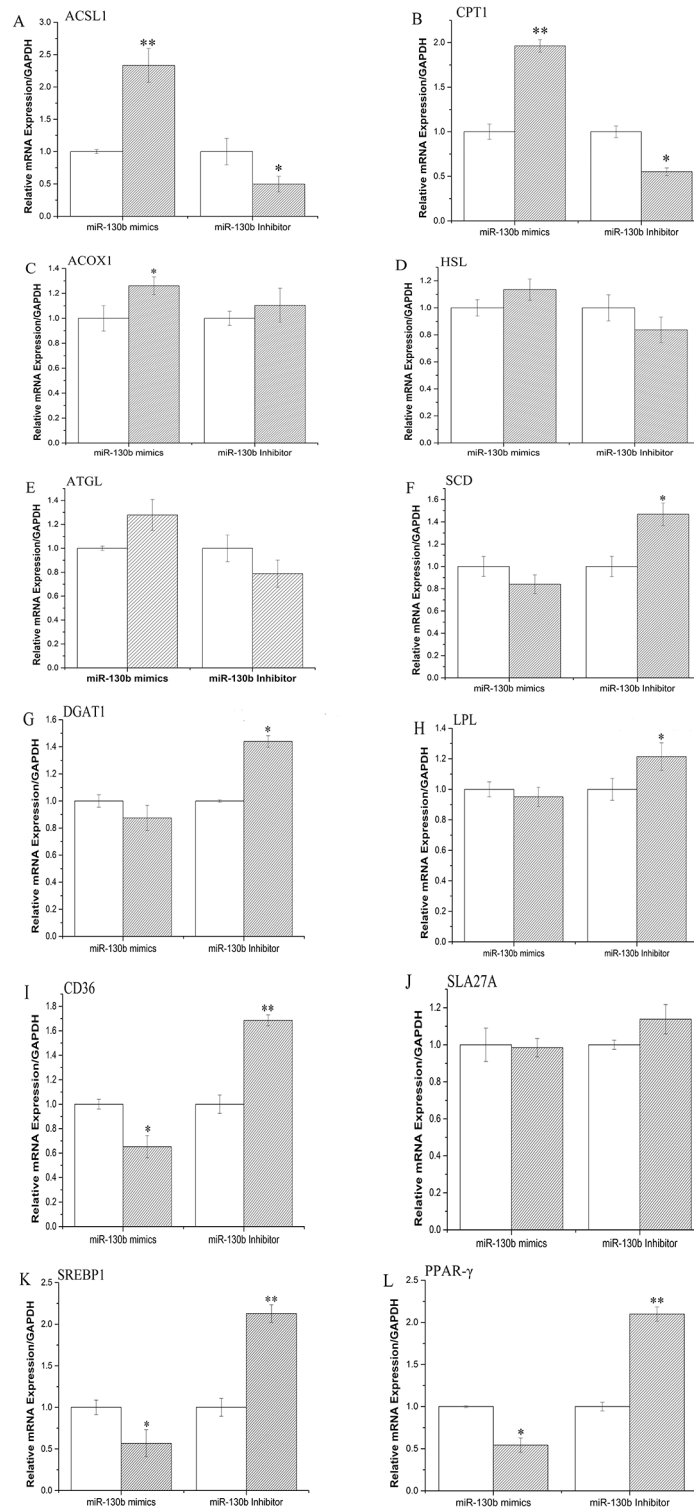 A ACSL1
**
*
Relative mRNA Expression/GAPDH
3.0
2.5
2.0
1.5
1.0
0.5
0.0
miR-130b mimics miR-130b Inhibitor
B CPT1
**
*
Relative mRNA Expression/GAPDH
2.0
1.5
1.0
0.5
0.0
miR-130b mimics miR-130b Inhibitor
C ACOX1
*
Relative mRNA Expression/GAPDH
1.4
1.2
1.0
0.8
0.6
0.4
0.2
0.0
miR-130b mimics miR-130b Inhibitor
D HSL
Relative mRNA Expression/GAPDH
1.2
1.0
0.8
0.6
0.4
0.2
0.0
miR-130b mimics miR-130b Inhibitor
E ATGL
Relative mRNA Expression/GAPDH
1.4
1.2
1.0
0.8
0.6
0.4
0.2
0.0
miR-130b mimics miR-130b Inhibitor
F SCD
*
Relative mRNA Expression/GAPDH
1.6
1.4
1.2
1.0
0.8
0.6
0.4
0.2
0.0
miR-130b mimics miR-130b Inhibitor
G DGAT1
*
Relative mRNA Expression/GAPDH
1.6
1.4
1.2
1.0
0.8
0.6
0.4
0.2
0.0
miR-130b mimics miR-130b Inhibitor
H LPL
*
Relative mRNA Expression/GAPDH
1.4
1.2
1.0
0.8
0.6
0.4
0.2
0.0
miR-130b mimics miR-130b Inhibitor
I CD36
*
**
Relative mRNA Expression/GAPDH
1.8
1.6
1.4
1.2
1.0
0.8
0.6
0.4
0.2
0.0
miR-130b mimics miR-130b Inhibitor
J SLA27A
Relative mRNA Expression/GAPDH
1.2
1.0
0.8
0.6
0.4
0.2
0.0
miR-130b mimics miR-130b Inhibitor
K SREBP1
*
**
Relative mRNA Expression/GAPDH
2.5
2.0
1.5
1.0
0.5
0.0
miR-130b mimics miR-130b Inhibitor
L PPAR-γ
*
**
Relative mRNA Expression/GAPDH
2.5
2.0
1.5
1.0
0.5
0.0
miR-130b mimics miR-130b Inhibitor